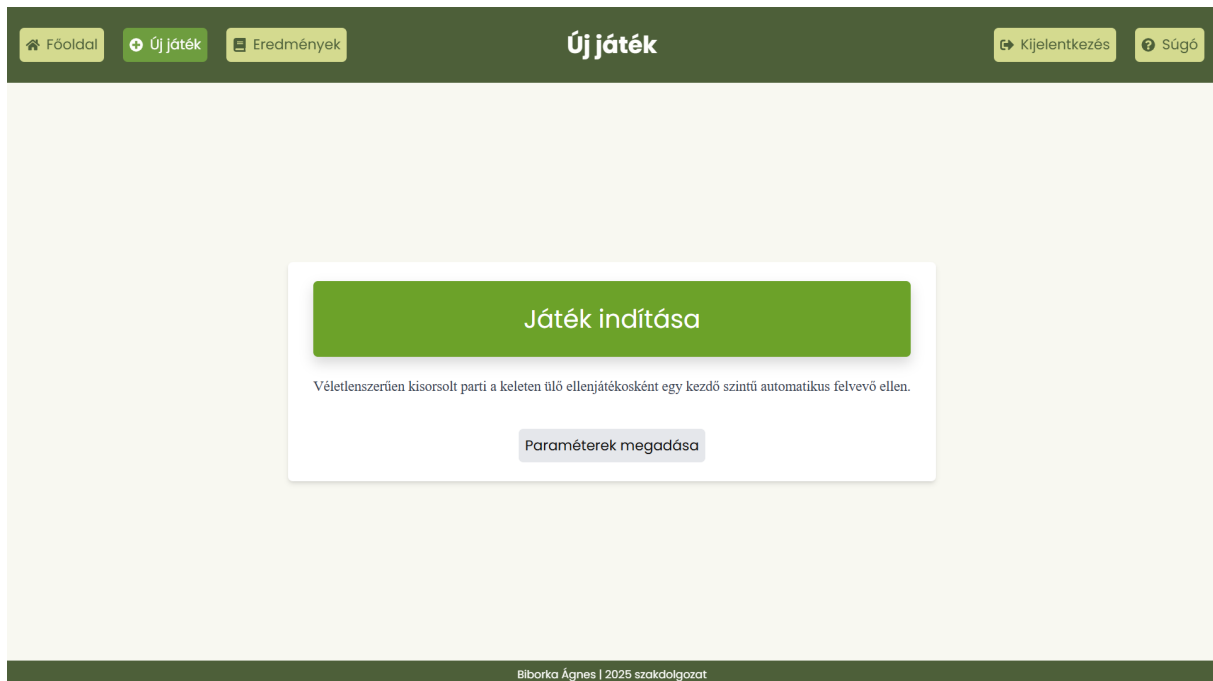 Főoldal
Új játék
Eredmények
Új játék
Kijelentkezés
Súgó
Játék indítása
Véletlenszerűen kisorsolt parti a keleten ülő ellenjátékosként egy kezdő szintű automatikus felvevő ellen.
Paraméterek megadása
Biborka Ágnes | 2025 szakdolgozat